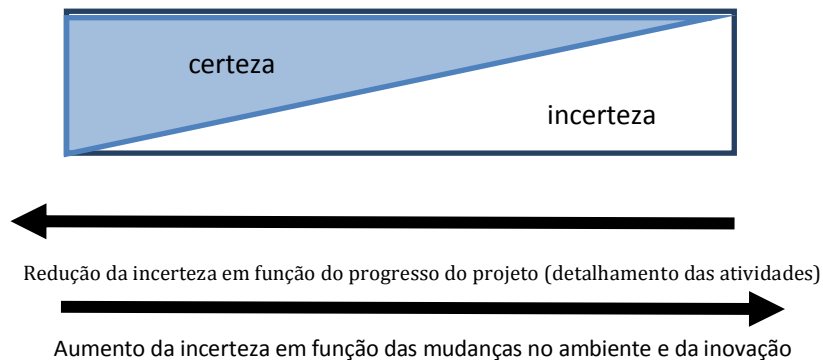 certeza
incerteza
Redução da incerteza em função do progresso do projeto (detalhamento das atividades)
Aumento da incerteza em função das mudanças no ambiente e da inovação